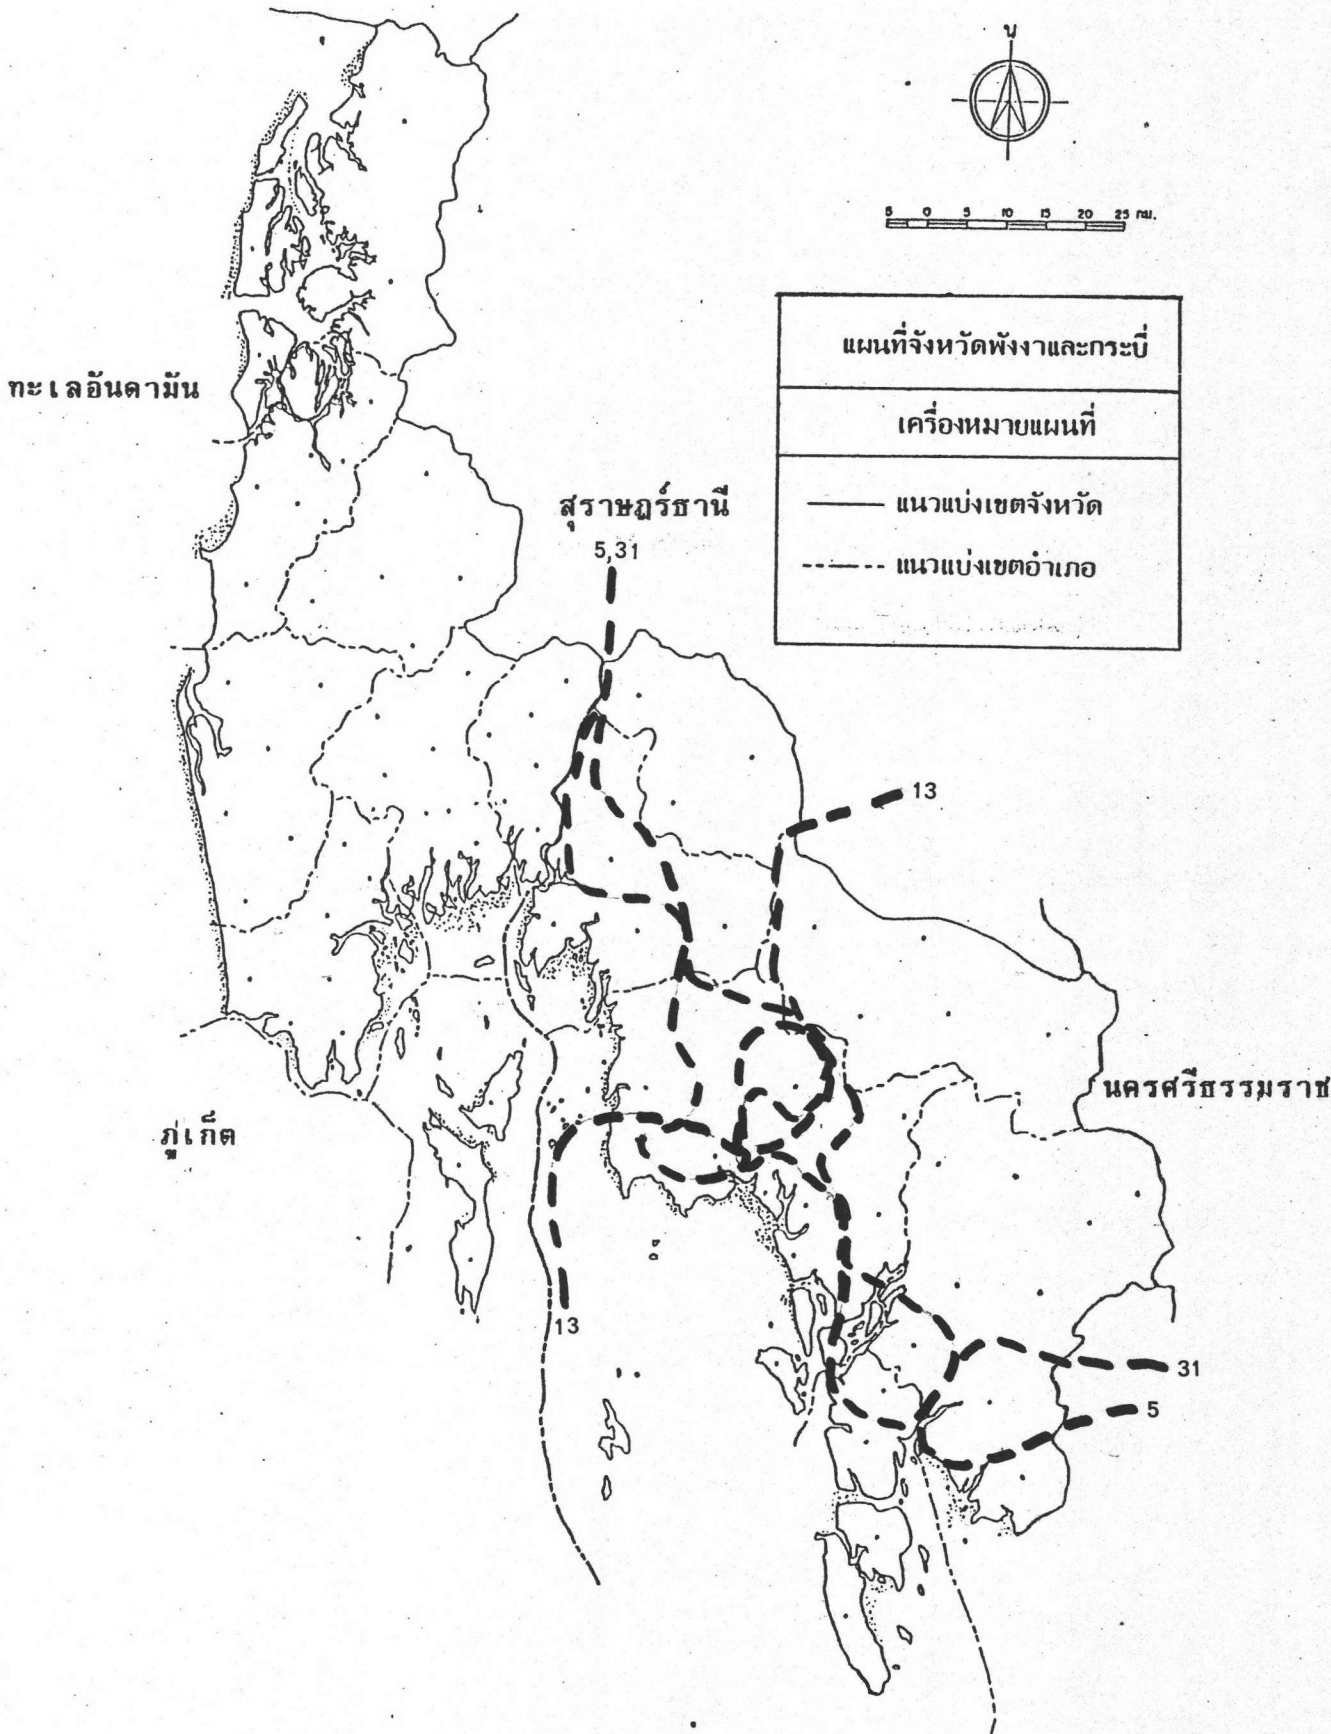 น
5 0 5 10 15 20 25 กม.
แผนที่จังหวัดพังงาและกระบี่
เครื่องหมายแผนที่
แนวแบ่งเขตจังหวัด
แนวแบ่งเขตอำเภอ
ทะเลอันดามัน
สุราษฎร์ธานี
5,31
13
นครศรีธรรมราช
ภูเก็ต
13
31
5